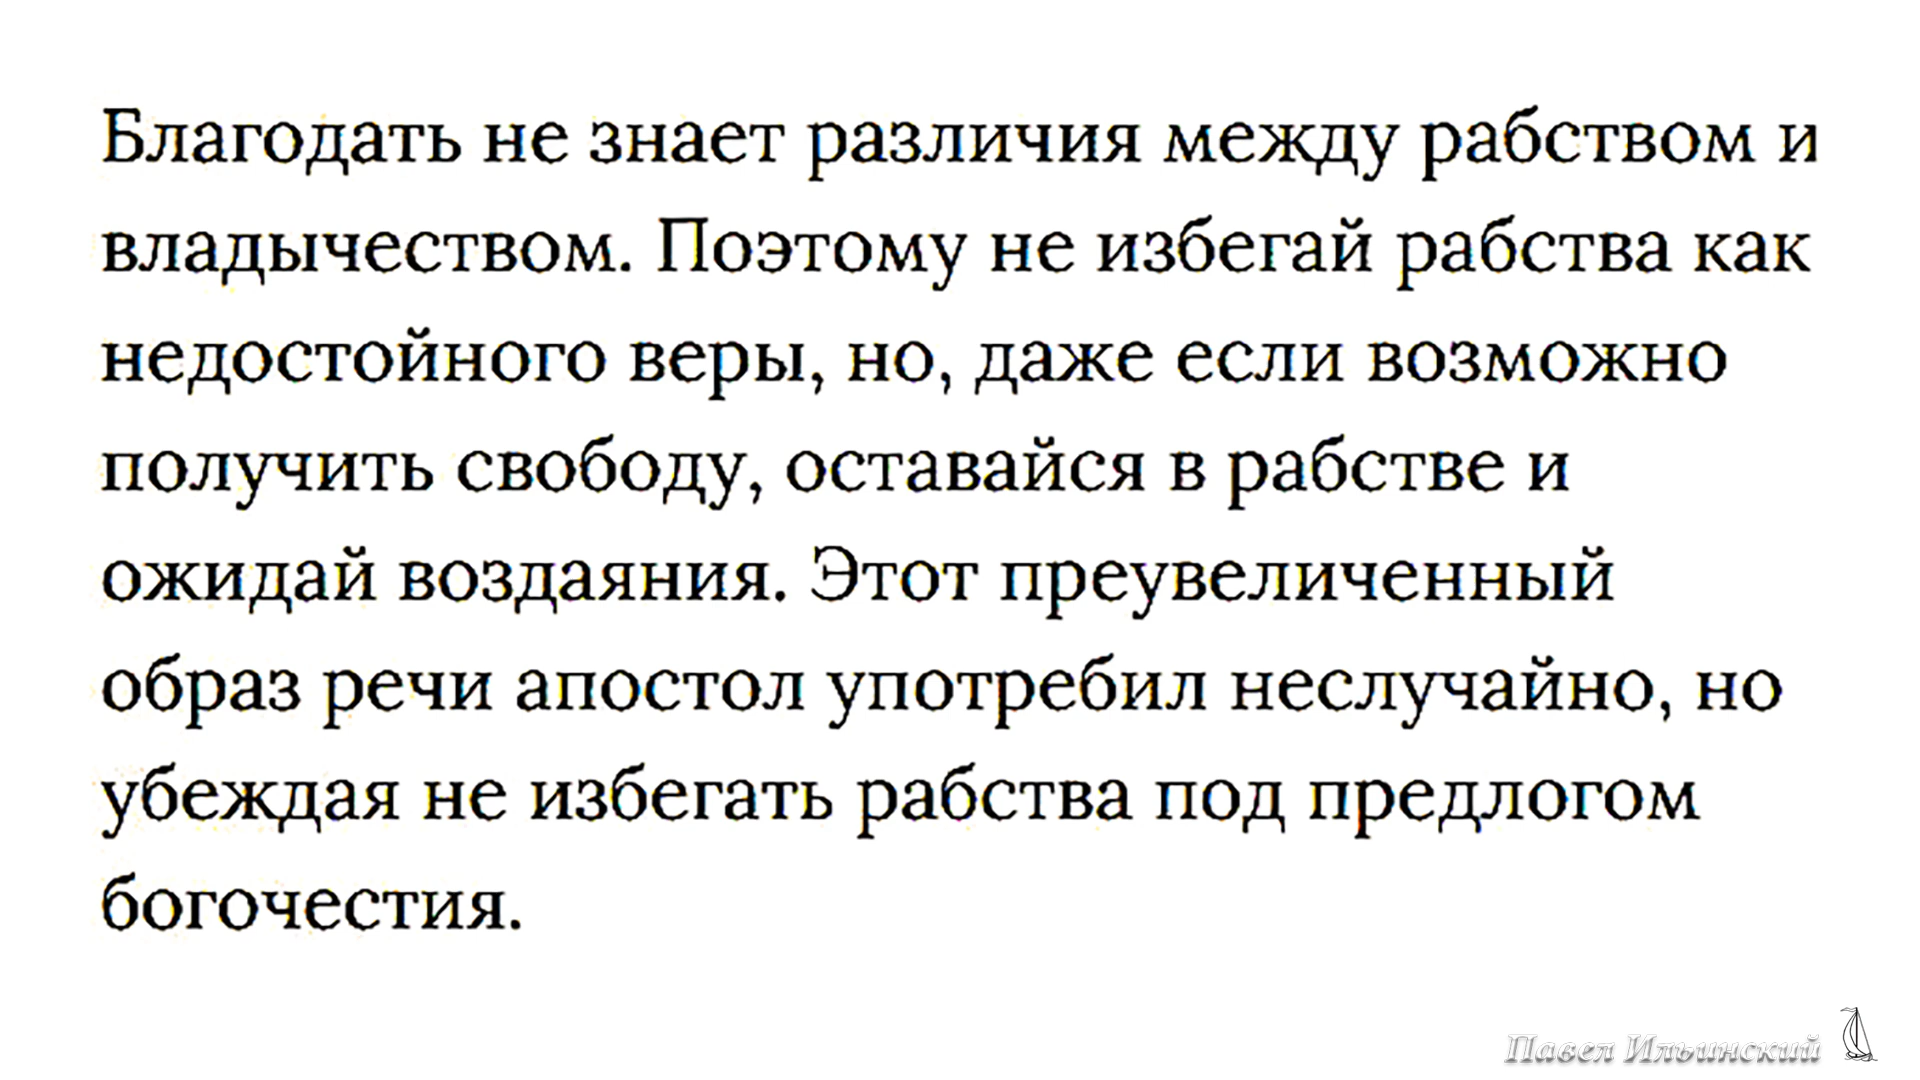 Благодать не знает различия между рабством и
владычеством. Поэтому не избегай рабства как
недостойного веры, но, даже если возможно
получить свободу, оставайся в рабстве и
ожидай воздаяния. Этот преувеличенный
образ речи апостол употребил неслучайно, но
убеждая не избегать рабства под предлогом
богочестия.
Павел Ильинский